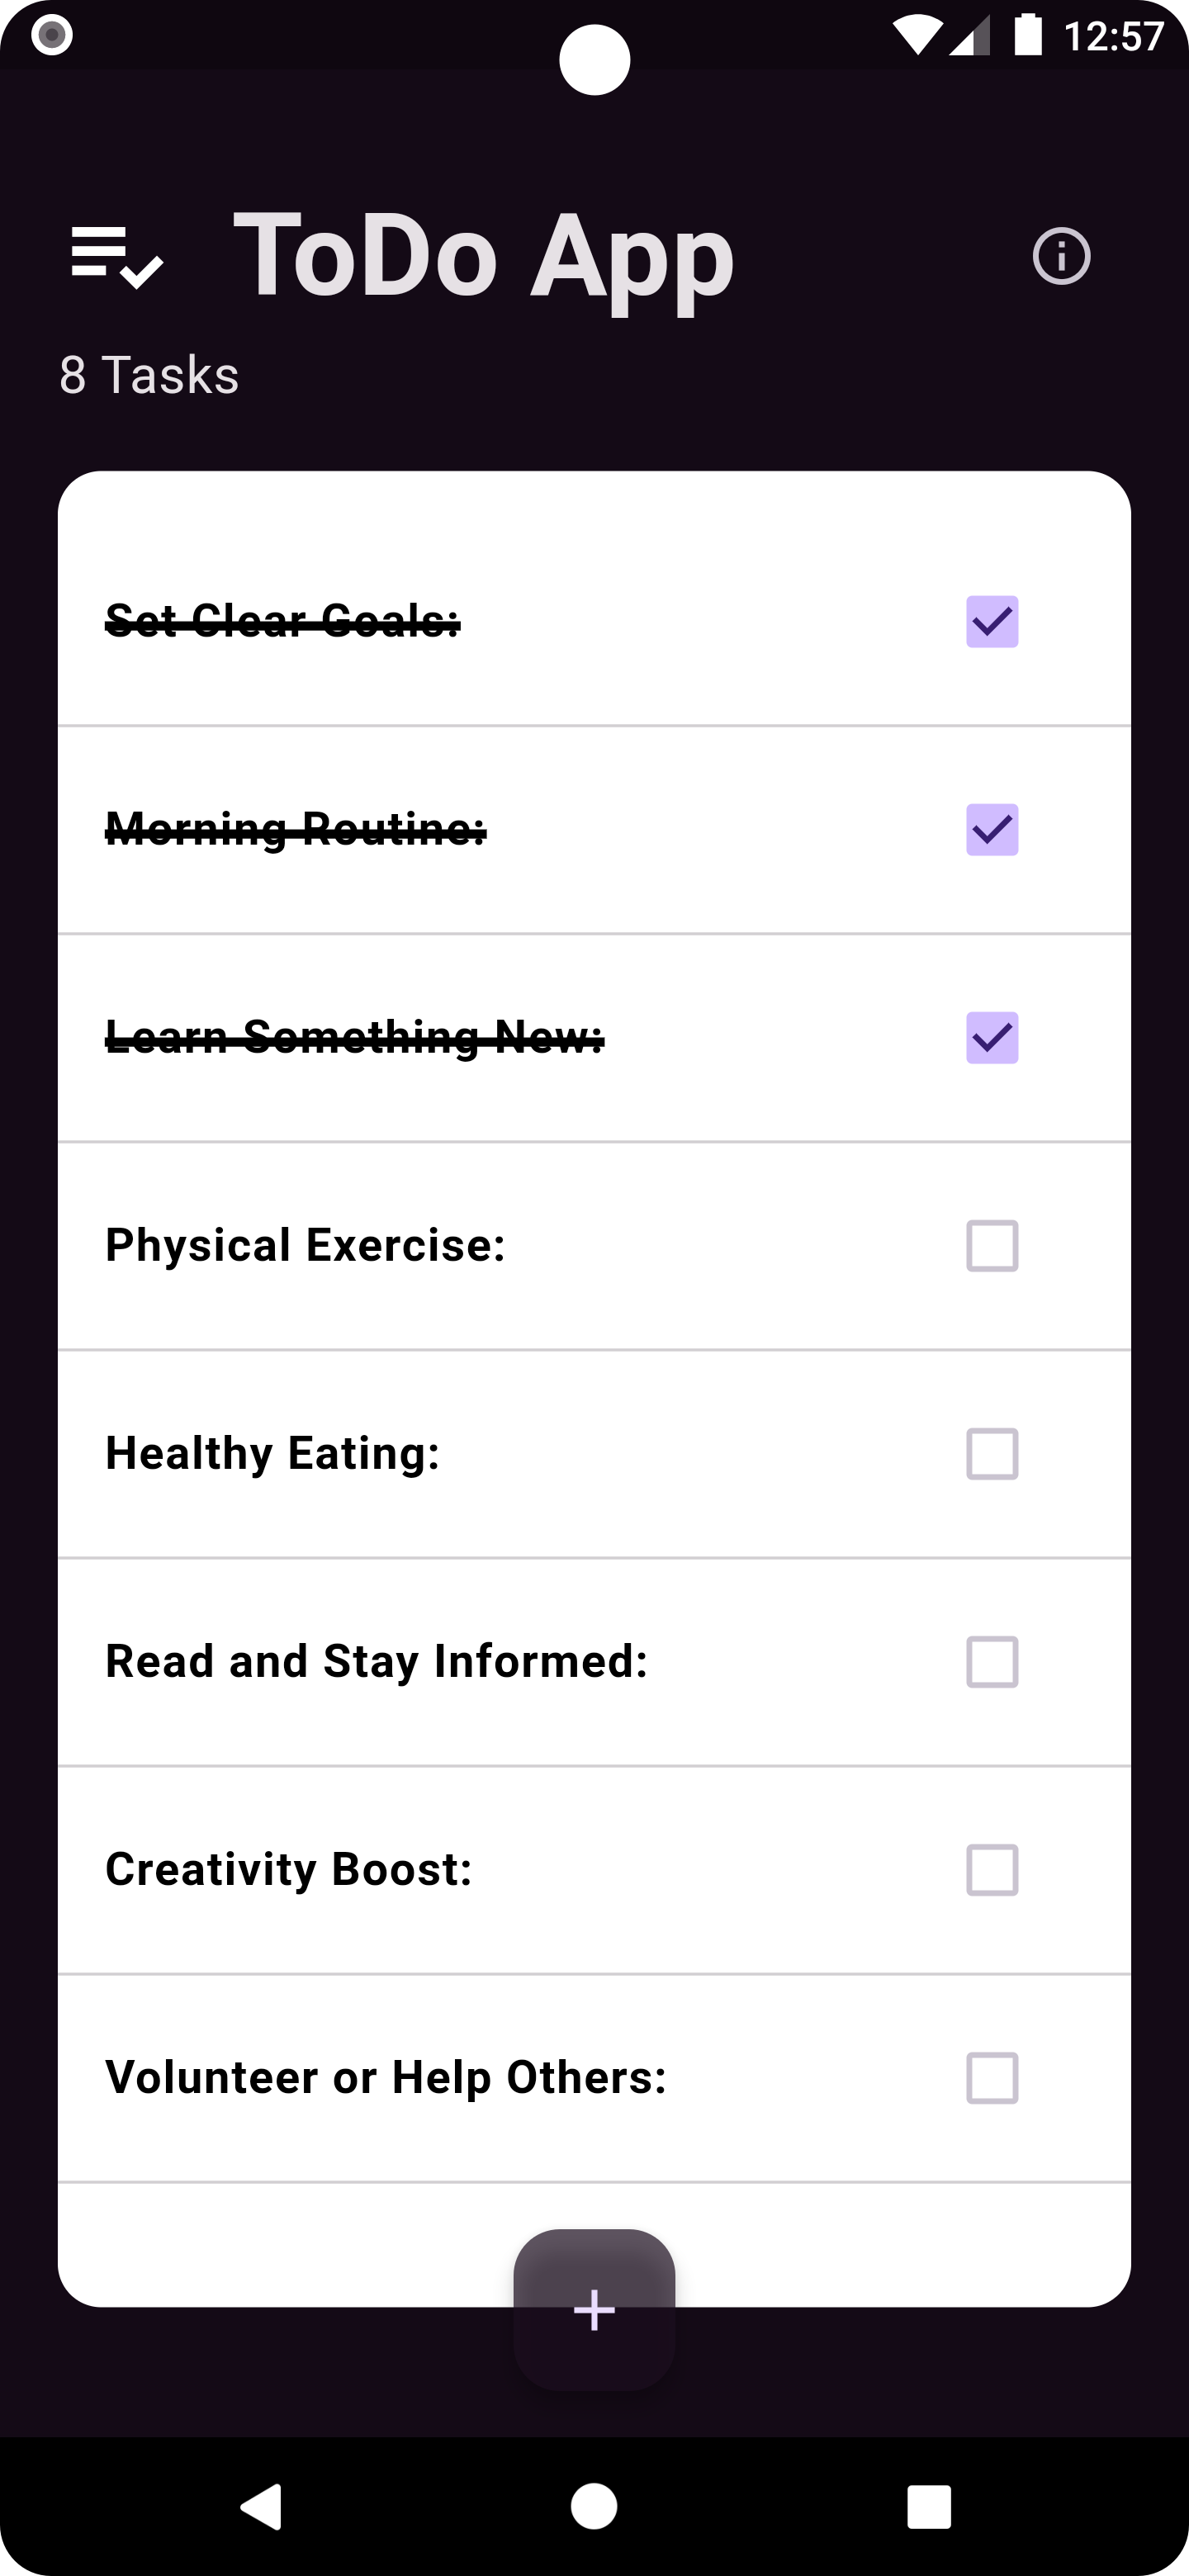 12:57
ToDo App
8 Tasks
Set Clear Goals:
Morning Routine:
Learn Something New:
Physical Exercise:
Healthy Eating:
Read and Stay Informed:
Creativity Boost:
Volunteer or Help Others: